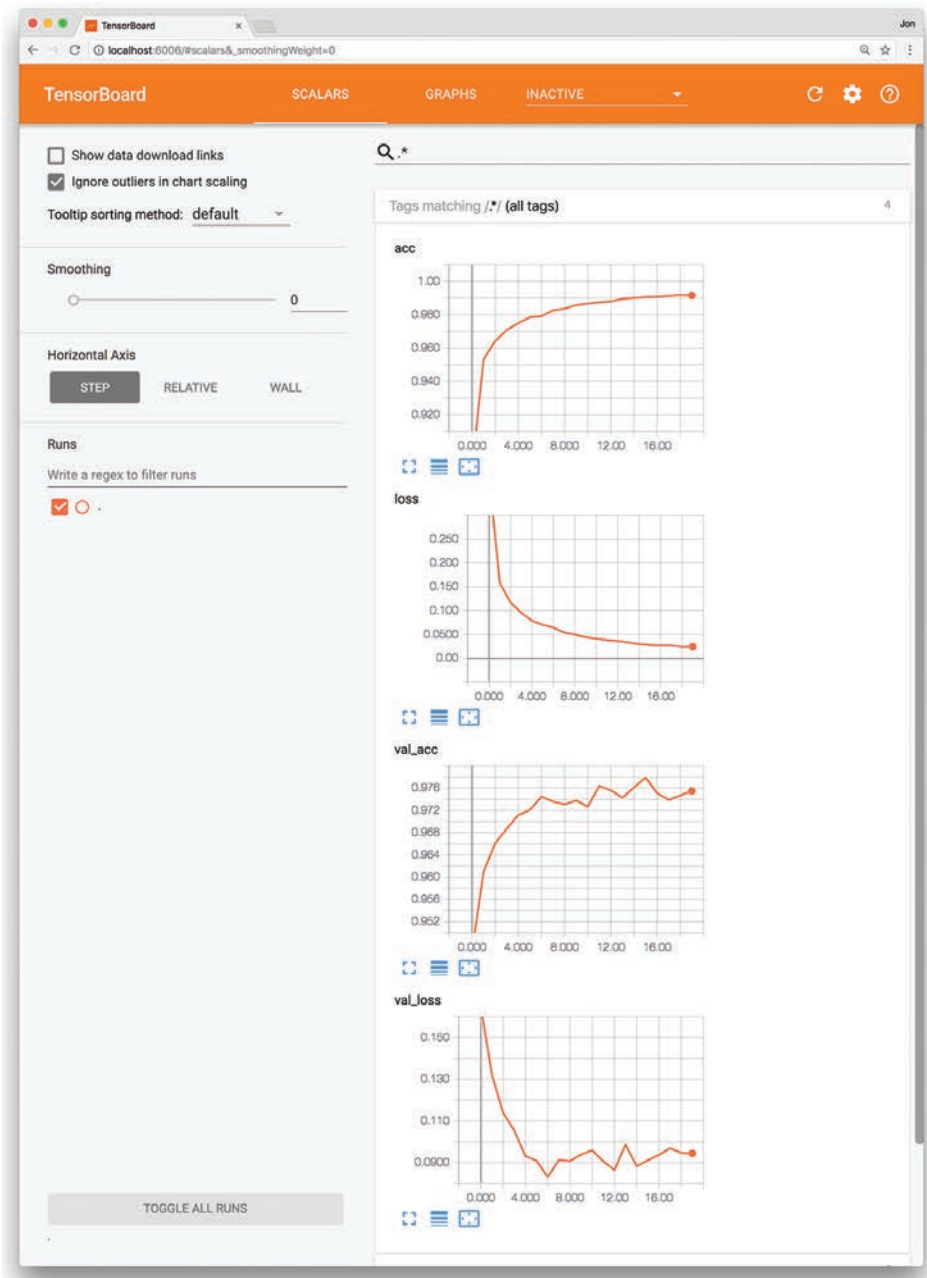 TensorBoard
Jon
localhost:6006/#scalars&_smoothingWeight=0
TensorBoard SCALARS GRAPHS INACTIVE
Show data download links
Ignore outliers in chart scaling
Tooltip sorting method: default
Smoothing
0
Horizontal Axis
STEP RELATIVE WALL
Runs
Write a regex to filter runs
.
TOGGLE ALL RUNS
.
.*
Tags matching /.*/ (all tags) 4
acc
1.00
0.980
0.960
0.940
0.920
0.000 4.000 8.000 12.00 16.00
loss
0.250
0.200
0.150
0.100
0.0500
0.00
0.000 4.000 8.000 12.00 16.00
val_acc
0.976
0.972
0.968
0.964
0.960
0.956
0.952
0.000 4.000 8.000 12.00 16.00
val_loss
0.150
0.130
0.110
0.0900
0.000 4.000 8.000 12.00 16.00